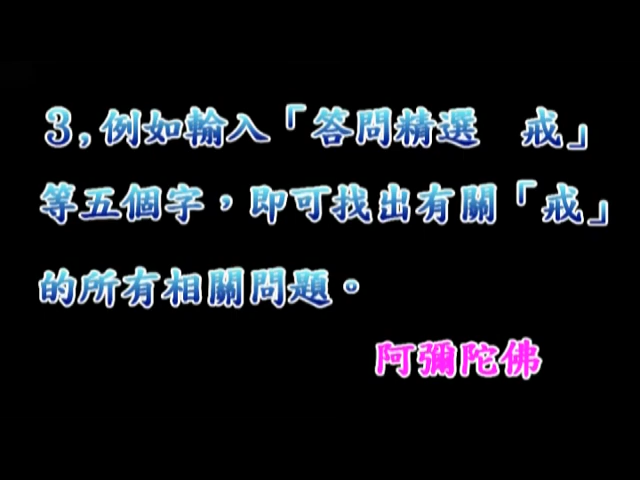 3,例如輸入「答問精選　戒」
等五個字，即可找出有關「戒」
的所有相關問題。
阿彌陀佛